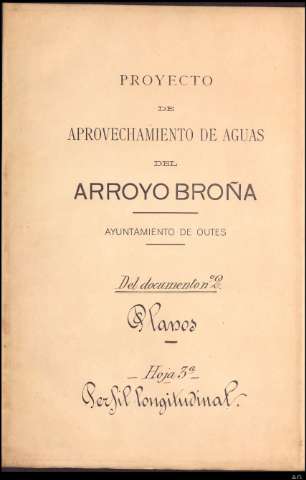 PROYECTO
DE
APROVECHAMIENTO DE AGUAS
DEL
ARROYO BROÑA
AYUNTAMIENTO DE OUTES
Del documento nº 2
Planos
Hoja 3ª
Perfil longitudinal.